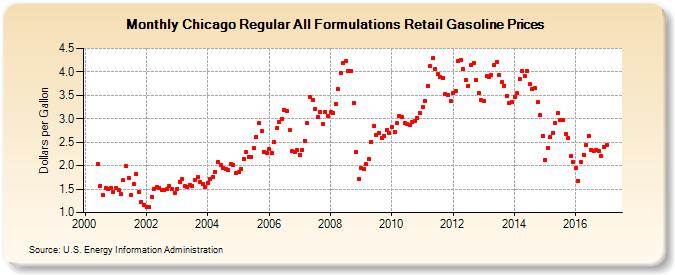 Monthly Chicago Regular All Formulations Retail Gasoline Prices
Dollars per Gallon
4.5
4.0
3.5
3.0
2.5
2.0
1.5
1.0
2000 2002 2004 2006 2008 2010 2012 2014 2016
Source: U.S. Energy Information Administration